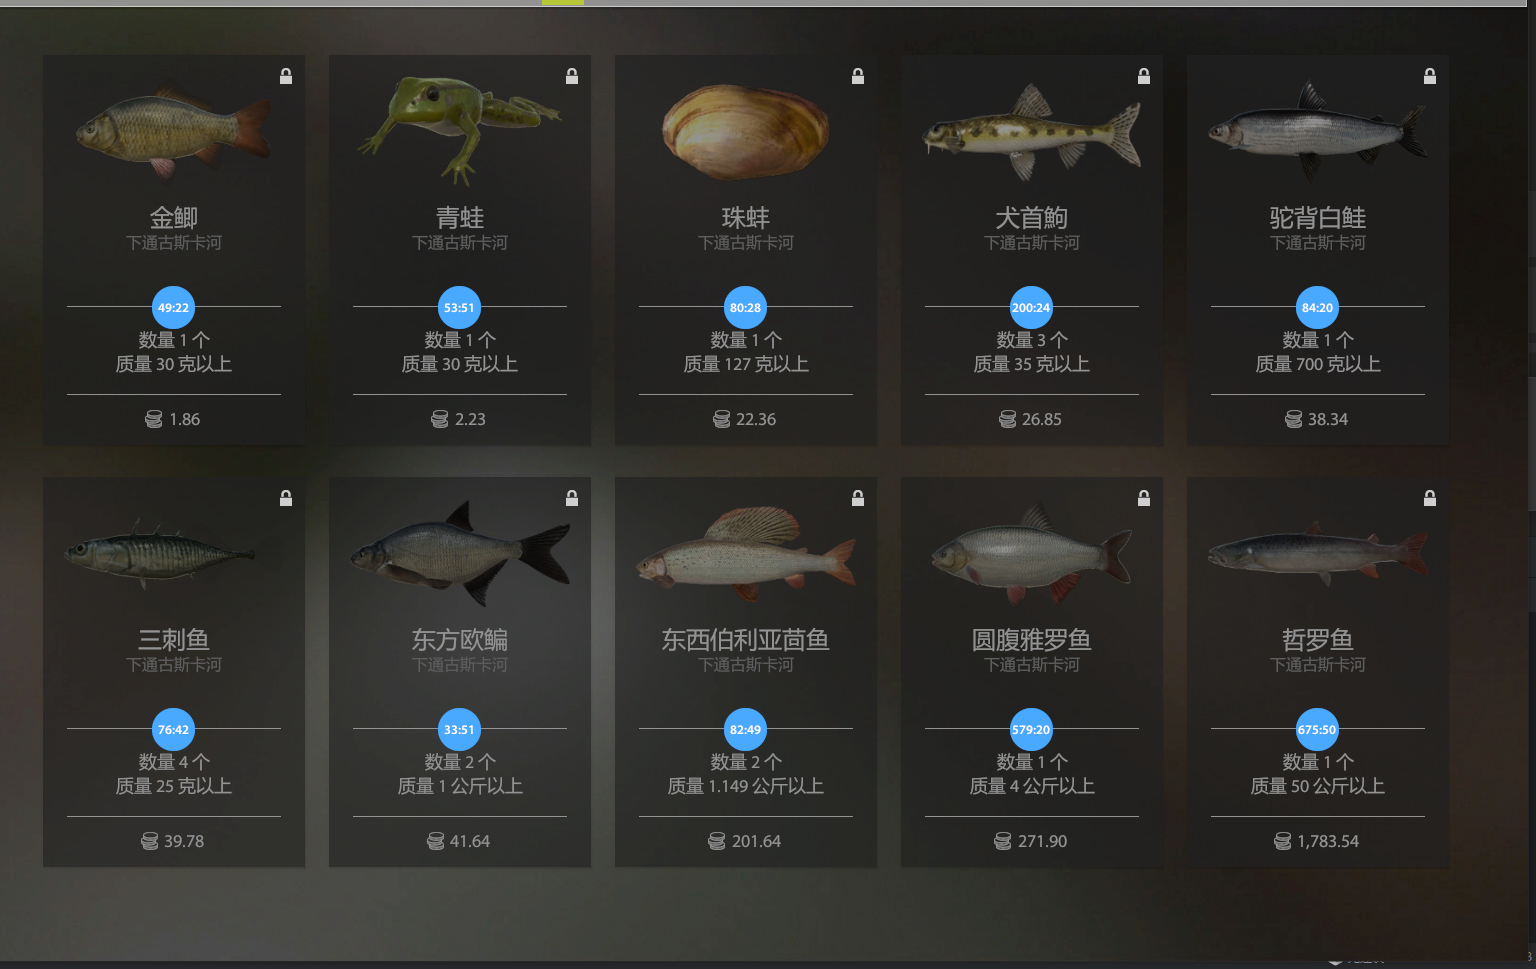 金鲫
下通古斯卡河
49:22
数量 1 个
质量 30 克以上
1.86
青蛙
下通古斯卡河
53:51
数量 1 个
质量 30 克以上
2.23
珠蚌
下通古斯卡河
80:28
数量 1 个
质量 127 克以上
22.36
犬首鮈
下通古斯卡河
200:24
数量 3 个
质量 35 克以上
26.85
驼背白鲑
下通古斯卡河
84:20
数量 1 个
质量 700 克以上
38.34
三刺鱼
下通古斯卡河
76:42
数量 4 个
质量 25 克以上
39.78
东方欧鳊
下通古斯卡河
33:51
数量 2 个
质量 1 公斤以上
41.64
东西伯利亚茴鱼
下通古斯卡河
82:49
数量 2 个
质量 1.149 公斤以上
201.64
圆腹雅罗鱼
下通古斯卡河
579:20
数量 1 个
质量 4 公斤以上
271.90
哲罗鱼
下通古斯卡河
675:50
数量 1 个
质量 50 公斤以上
1,783.54